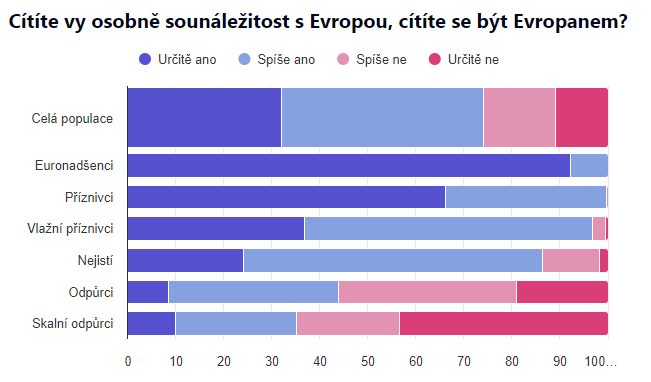 Cítíte vy osobně sounáležitost s Evropou, cítíte se být Evropanem?
Určitě ano Spíše ano Spíše ne Určitě ne
Celá populace
Euronadšenci
Příznivci
Vlažní příznivci
Nejistí
Odpůrci
Skalní odpůrci
0 10 20 30 40 50 60 70 80 90 100…